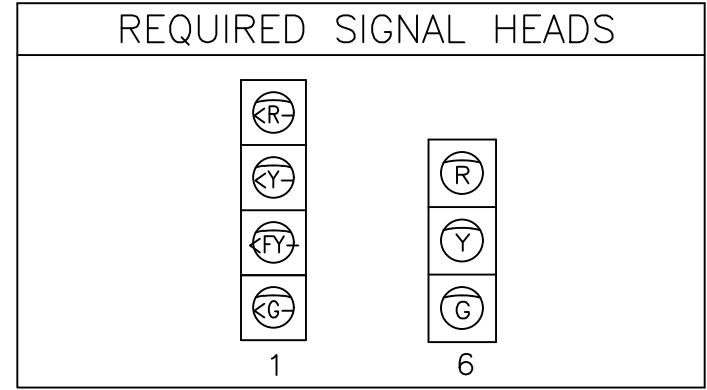 REQUIRED SIGNAL HEADS
<R-
<Y-
<FY-
<G-
1
R
Y
G
6